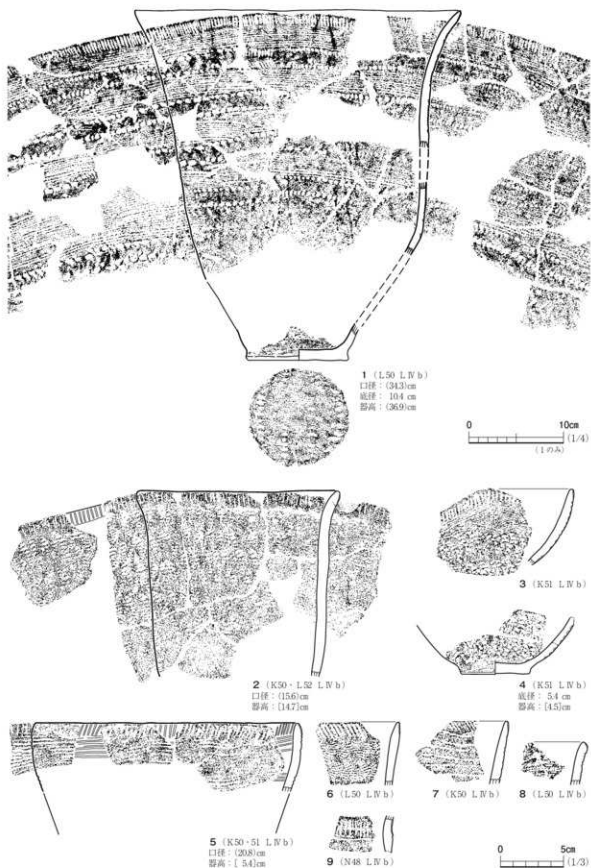 1 (L50 LⅣb)
口径：(34.3)cm
底径： 10.4 cm
器高：(36.9)cm
0 10cm
(1/4)
(1のみ)
2 (K50・L52 LⅣb)
口径：(15.6)cm
器高：[14.7]cm
3 (K51 LⅣb)
4 (K51 LⅣb)
底径： 5.4 cm
器高：[4.5]cm
5 (K50・51 LⅣb)
口径：(20.8)cm
器高：[ 5.4]cm
6 (L50 LⅣb)
7 (K50 LⅣb)
8 (L50 LⅣb)
9 (N48 LⅣb)
0 5cm
(1/3)